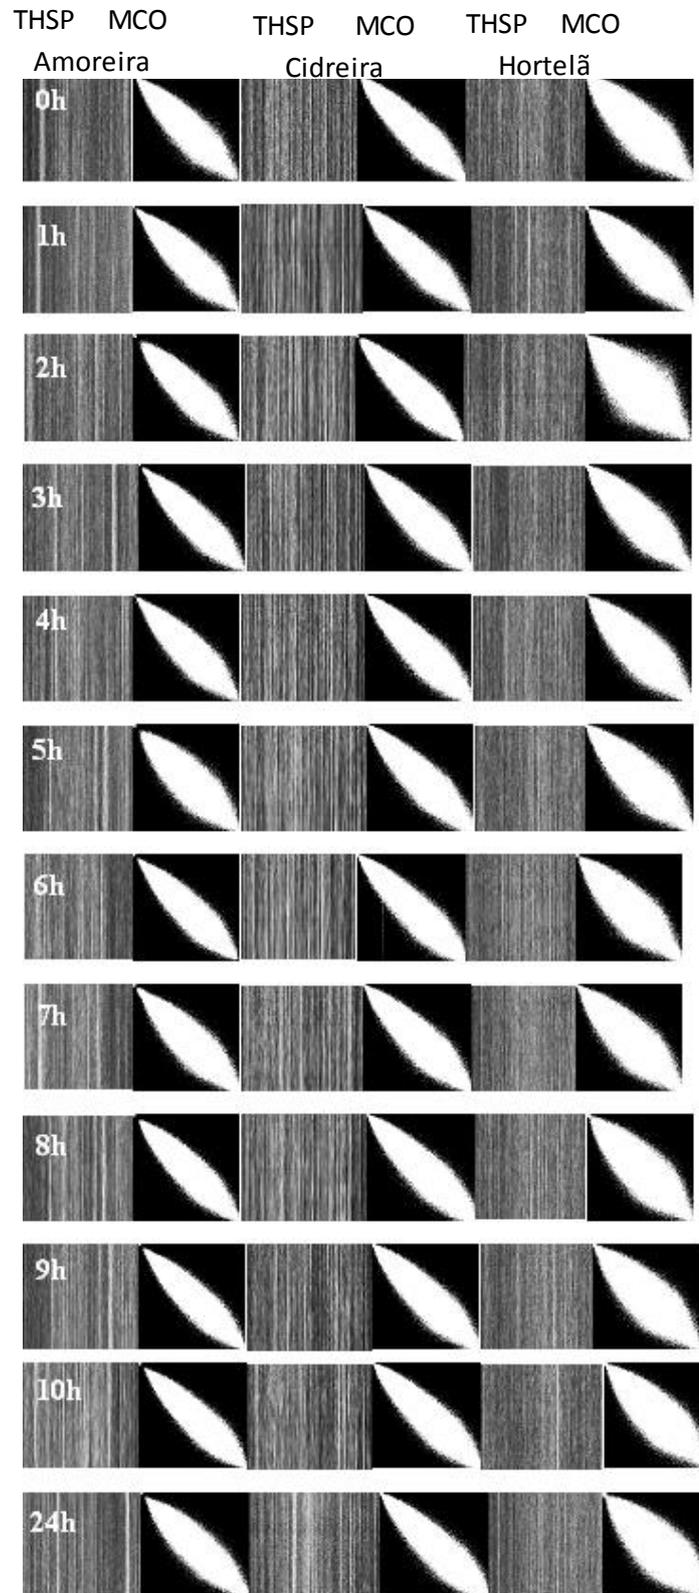 THSP MCO THSP MCO THSP MCO
Amoreira Cidreira Hortelã
0h
1h
2h
3h
4h
5h
6h
7h
8h
9h
10h
24h